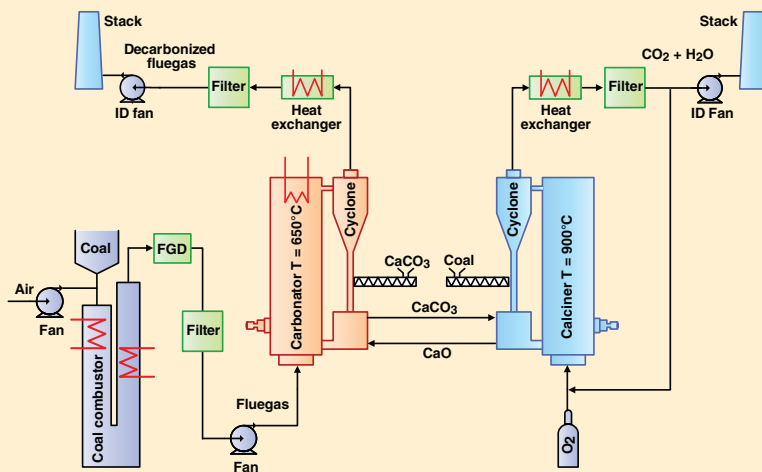 Stack
Decarbonized
fluegas
ID fan
Filter
Heat
exchanger
Stack
CO₂ + H₂O
Heat
exchanger
Filter
ID Fan
Coal
Air
Fan
Coal combustor
FGD
Filter
Fan
Fluegas
Carbonator T = 650°C
Cyclone
CaCO₃
Coal
CaCO₃
CaO
Cyclone
Calciner T = 900°C
O₂